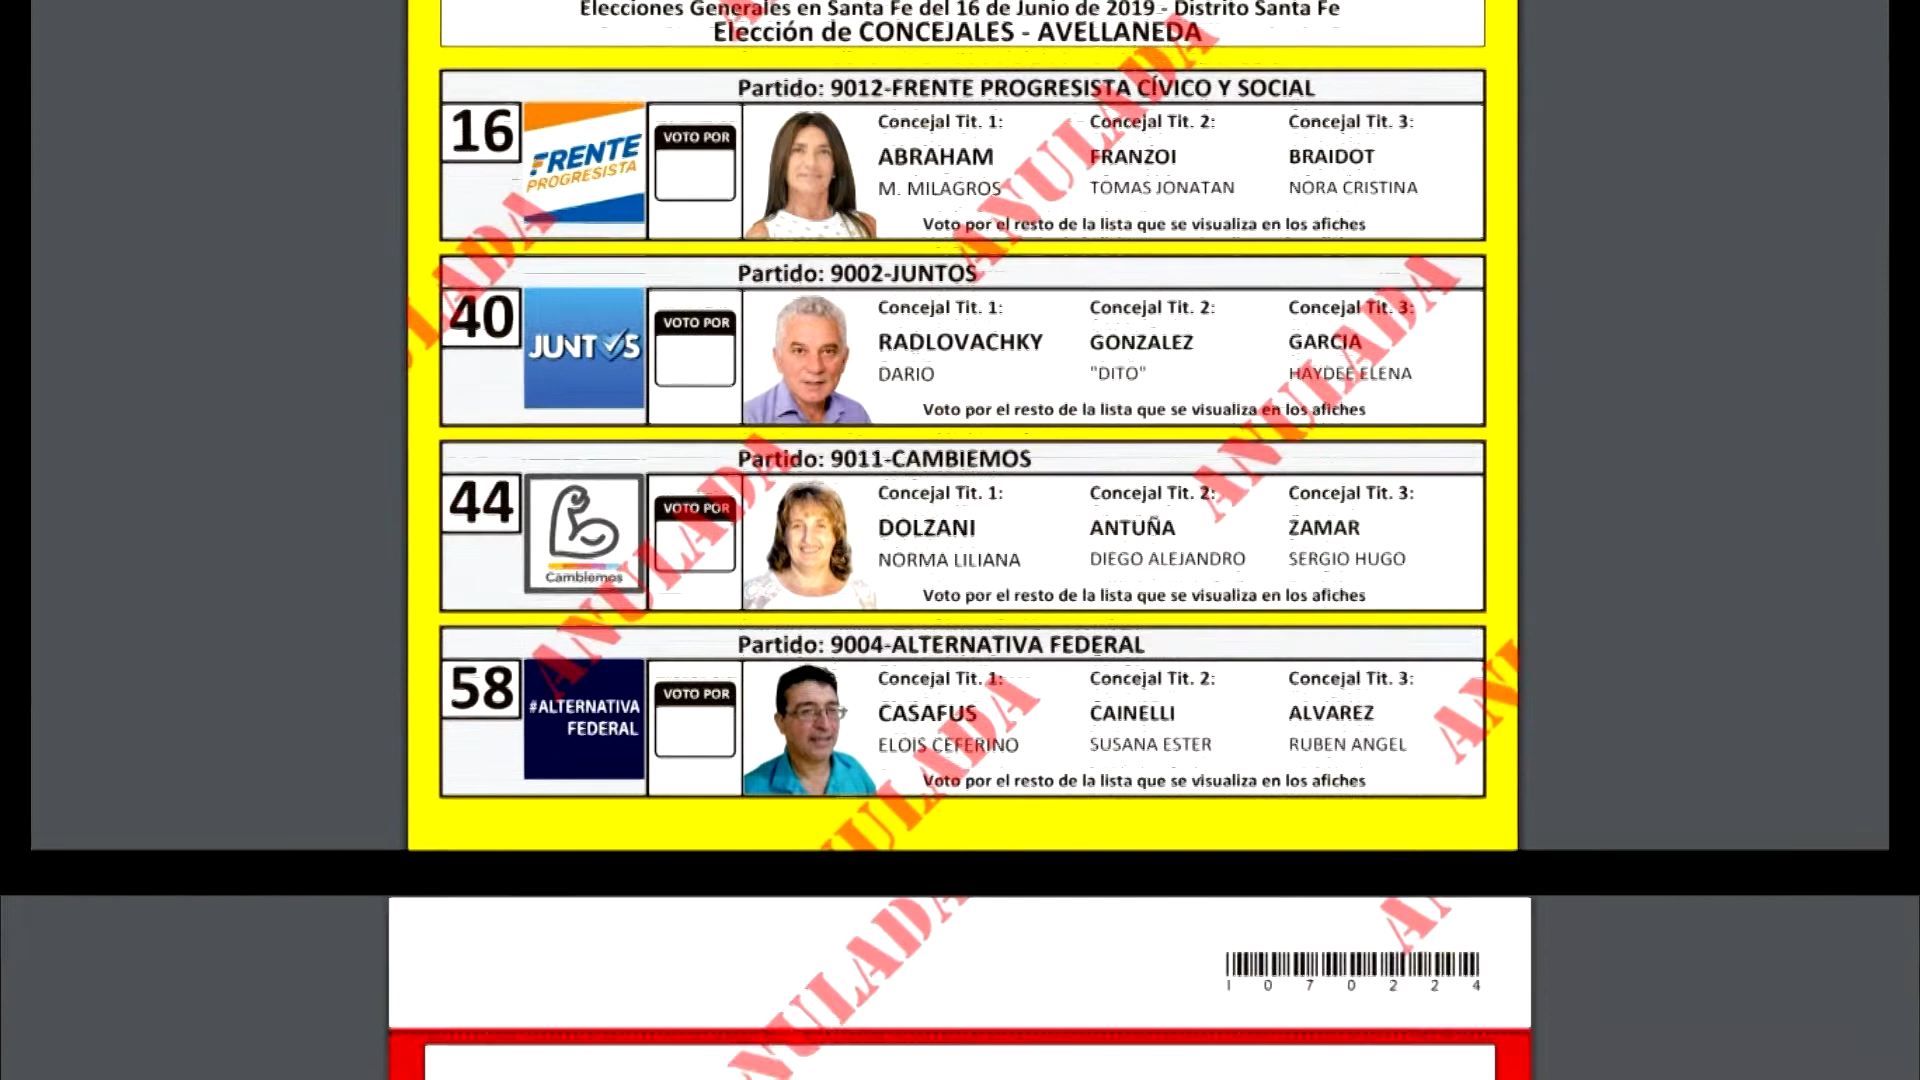 Elecciones Generales en Santa Fe del 16 de Junio de 2019 - Distrito Santa Fe
Elección de CONCEJALES - AVELLANEDA
Partido: 9012-FRENTE PROGRESISTA CÍVICO Y SOCIAL
16
FRENTE
PROGRESISTA
VOTO POR
Concejal Tit. 1: Concejal Tit. 2: Concejal Tit. 3:
ABRAHAM FRANZOI BRAIDOT
M. MILAGROS TOMAS JONATAN NORA CRISTINA
Voto por el resto de la lista que se visualiza en los afiches
Partido: 9002-JUNTOS
40
JUNTOS
VOTO POR
Concejal Tit. 1: Concejal Tit. 2: Concejal Tit. 3:
RADLOVACHKY GONZALEZ GARCIA
DARIO "DITO" HAYDEE ELENA
Voto por el resto de la lista que se visualiza en los afiches
Partido: 9011-CAMBIEMOS
44
Cambiemos
VOTO POR
Concejal Tit. 1: Concejal Tit. 2: Concejal Tit. 3:
DOLZANI ANTUÑA ZAMAR
NORMA LILIANA DIEGO ALEJANDRO SERGIO HUGO
Voto por el resto de la lista que se visualiza en los afiches
Partido: 9004-ALTERNATIVA FEDERAL
58
#ALTERNATIVA
FEDERAL
VOTO POR
Concejal Tit. 1: Concejal Tit. 2: Concejal Tit. 3:
CASAFUS CAINELLI ALVAREZ
ELOIS CEFERINO SUSANA ESTER RUBEN ANGEL
Voto por el resto de la lista que se visualiza en los afiches
ANULADA
ANULADA
ANULADA
ANULADA
ANULADA
ANULADA
I 0 7 0 2 2 4